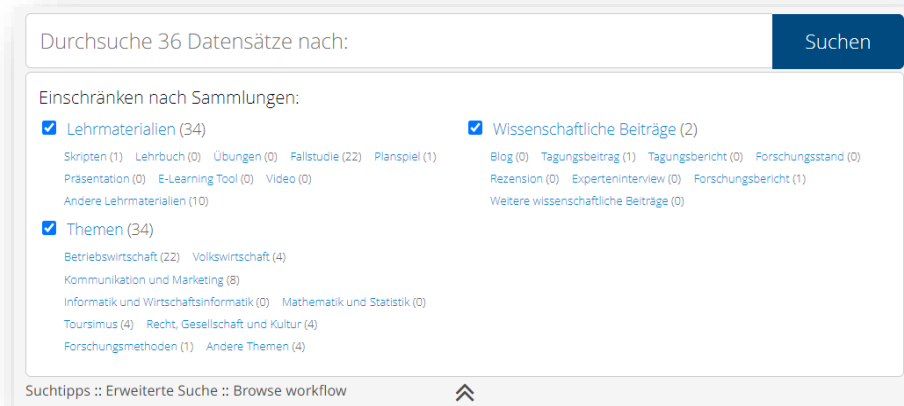 Durchsuche 36 Datensätze nach:
Suchen
Einschränken nach Sammlungen:
Lehrmaterialien (34)
Skripten (1) Lehrbuch (0) Übungen (0) Fallstudie (22) Planspiel (1)
Präsentation (0) E-Learning Tool (0) Video (0)
Andere Lehrmaterialien (10)
Themen (34)
Betriebswirtschaft (22) Volkswirtschaft (4)
Kommunikation und Marketing (8)
Informatik und Wirtschaftsinformatik (0) Mathematik und Statistik (0)
Toursimus (4) Recht, Gesellschaft und Kultur (4)
Forschungsmethoden (1) Andere Themen (4)
Wissenschaftliche Beiträge (2)
Blog (0) Tagungsbeitrag (1) Tagungsbericht (0) Forschungsstand (0)
Rezension (0) Experteninterview (0) Forschungsbericht (1)
Weitere wissenschaftliche Beiträge (0)
Suchtipps :: Erweiterte Suche :: Browse workflow